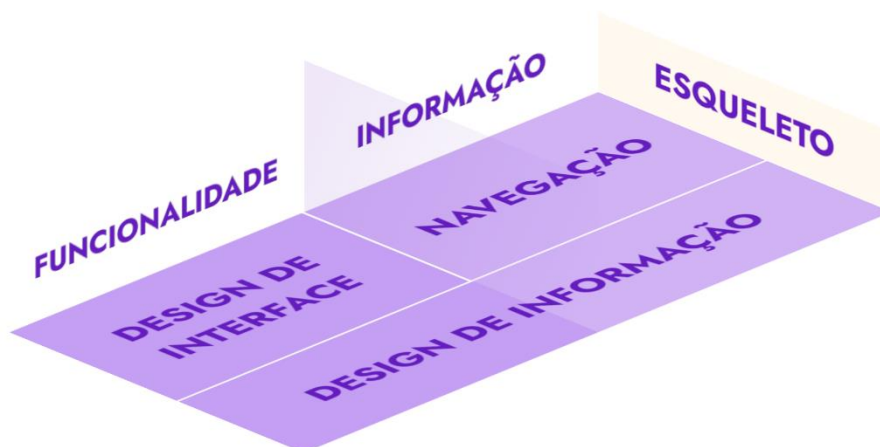 FUNCIONALIDADE
INFORMAÇÃO
ESQUELETO
DESIGN DE
INTERFACE
NAVEGAÇÃO
DESIGN DE INFORMAÇÃO